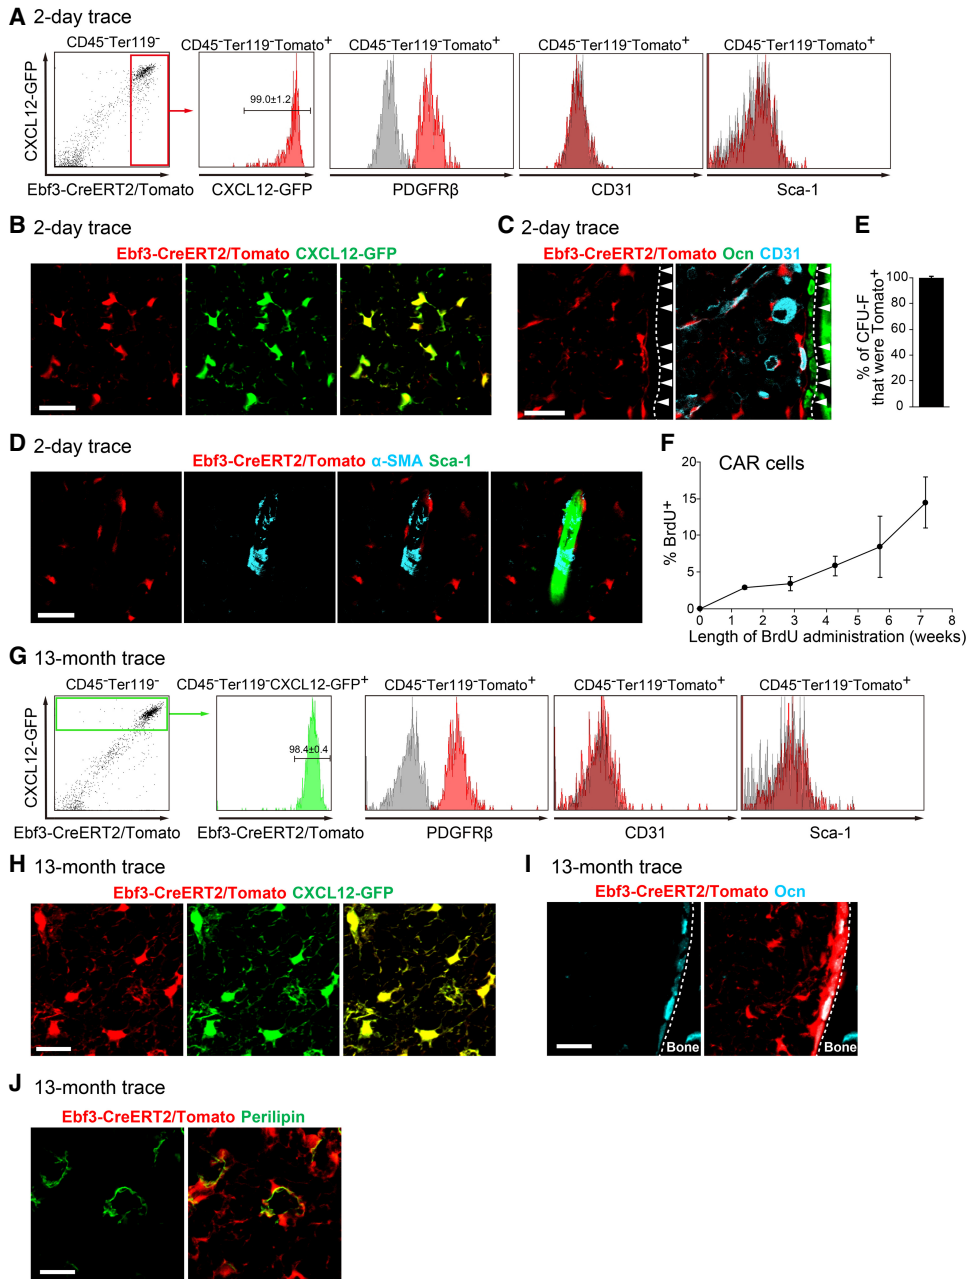 A 2-day trace
CD45-Ter119-
CD45-Ter119-Tomato+
CD45-Ter119-Tomato+
CD45-Ter119-Tomato+
CD45-Ter119-Tomato+
CXCL12-GFP
99.0±1.2
Ebf3-CreERT2/Tomato
CXCL12-GFP
PDGFRβ
CD31
Sca-1
B 2-day trace
Ebf3-CreERT2/Tomato CXCL12-GFP
C 2-day trace
Ebf3-CreERT2/Tomato Ocn CD31
E
% of CFU-F
that were Tomato+
100
80
60
40
20
0
D 2-day trace
Ebf3-CreERT2/Tomato α-SMA Sca-1
F
CAR cells
% BrdU+
20
15
10
5
0
0 1 2 3 4 5 6 7 8
Length of BrdU administration (weeks)
G 13-month trace
CD45-Ter119-
CD45-Ter119-CXCL12-GFP+
CD45-Ter119-Tomato+
CD45-Ter119-Tomato+
CD45-Ter119-Tomato+
CXCL12-GFP
98.4±0.4
Ebf3-CreERT2/Tomato
Ebf3-CreERT2/Tomato
PDGFRβ
CD31
Sca-1
H 13-month trace
Ebf3-CreERT2/Tomato CXCL12-GFP
I 13-month trace
Ebf3-CreERT2/Tomato Ocn
Bone
Bone
J 13-month trace
Ebf3-CreERT2/Tomato Perilipin